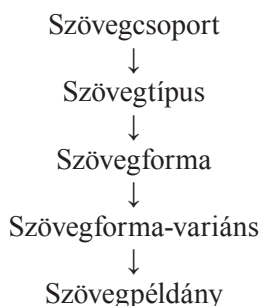 Szövegcsoport
↓
Szövegtípus
↓
Szövegforma
↓
Szövegforma-variáns
↓
Szövegpéldány